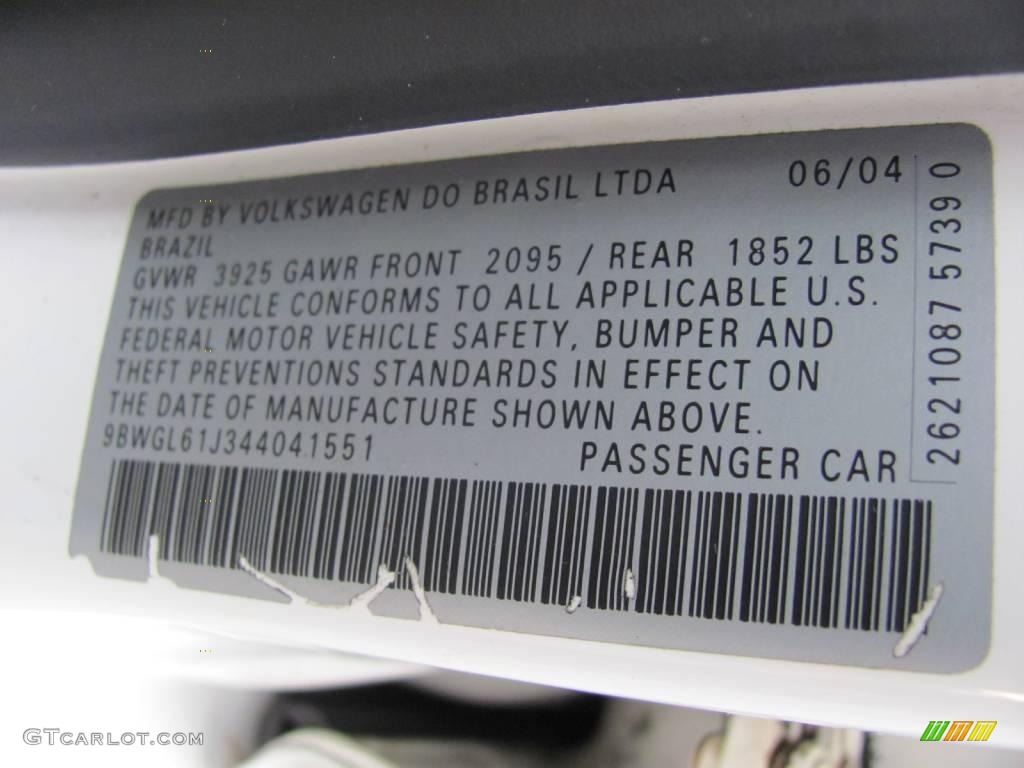 MFD BY VOLKSWAGEN DO BRASIL LTDA 06/04
BRAZIL
GVWR 3925 GAWR FRONT 2095 / REAR 1852 LBS
THIS VEHICLE CONFORMS TO ALL APPLICABLE U.S.
FEDERAL MOTOR VEHICLE SAFETY, BUMPER AND
THEFT PREVENTIONS STANDARDS IN EFFECT ON
THE DATE OF MANUFACTURE SHOWN ABOVE.
9BWGL61J344041551 PASSENGER CAR
2621087 5739 0
GTCARLOT.COM